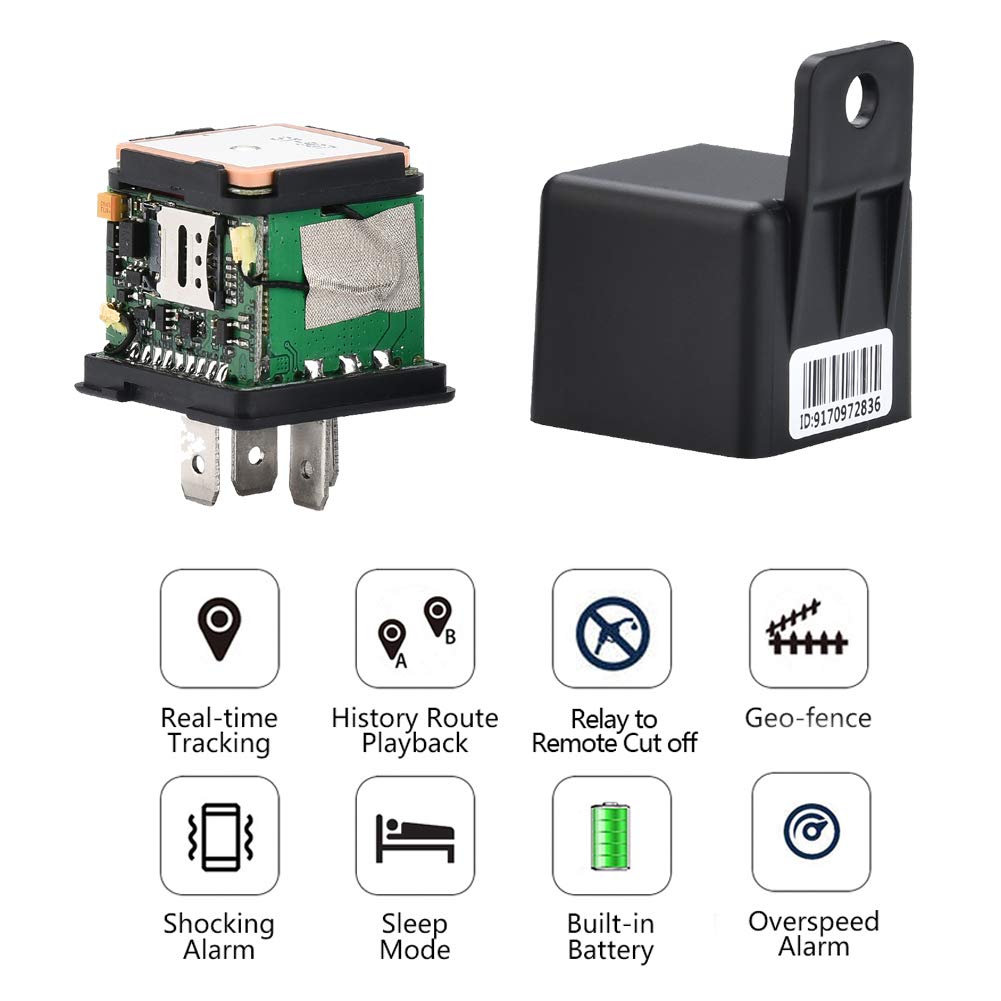 ID:9170972836
A
B
Real-time
Tracking
History Route
Playback
Relay to
Remote Cut off
Geo-fence
Shocking
Alarm
Sleep
Mode
Built-in
Battery
Overspeed
Alarm